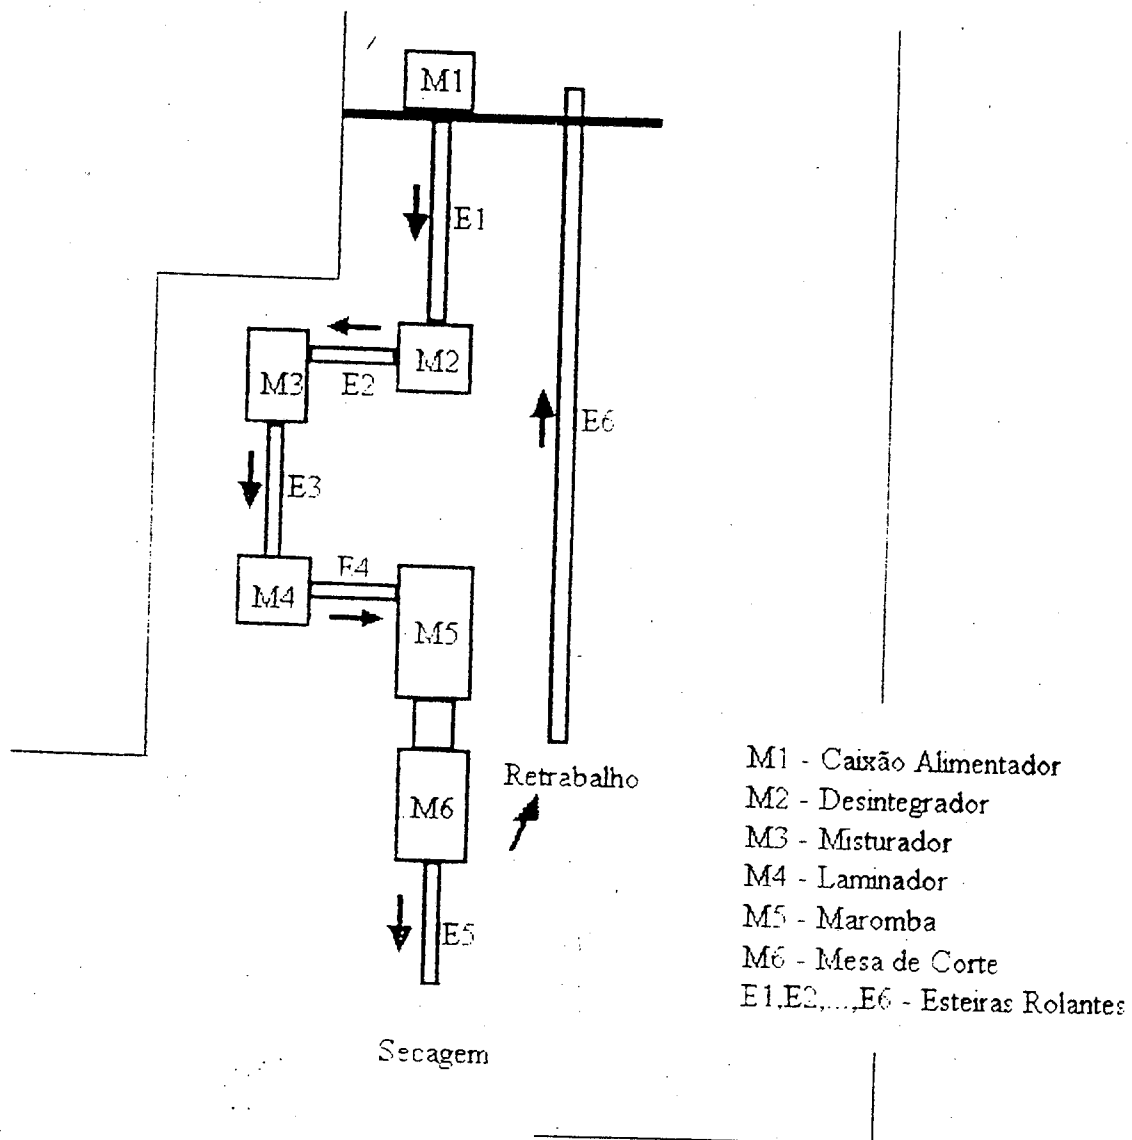 M1
E1
M2
E2
M3
E6
E3
E4
M4
M5
Retrabalho
M6
E5
Secagem
M1 - Caixão Alimentador
M2 - Desintegrador
M3 - Misturador
M4 - Laminador
M5 - Maromba
M6 - Mesa de Corte
E1,E2,...,E6 - Esteiras Rolantes